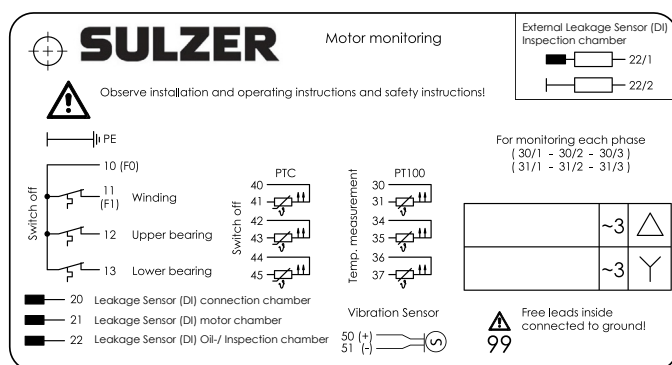 SULZER
Motor monitoring
External Leakage Sensor (DI)
Inspection chamber
22/1
22/2
Observe installation and operating instructions and safety instructions!
PE
For monitoring each phase
( 30/1 - 30/2 - 30/3 )
( 31/1 - 31/2 - 31/3 )
Switch off
10 (F0)
11
(F1)
Winding
12 Upper bearing
13 Lower bearing
Switch off
PTC
40
41
42
43
44
45
Temp. measurement
PT100
30
31
34
35
36
37
~3
~3
20 Leakage Sensor (DI) connection chamber
21 Leakage Sensor (DI) motor chamber
22 Leakage Sensor (DI) Oil-/ Inspection chamber
Vibration Sensor
50 (+)
51 (-)
Free leads inside
connected to ground!
99